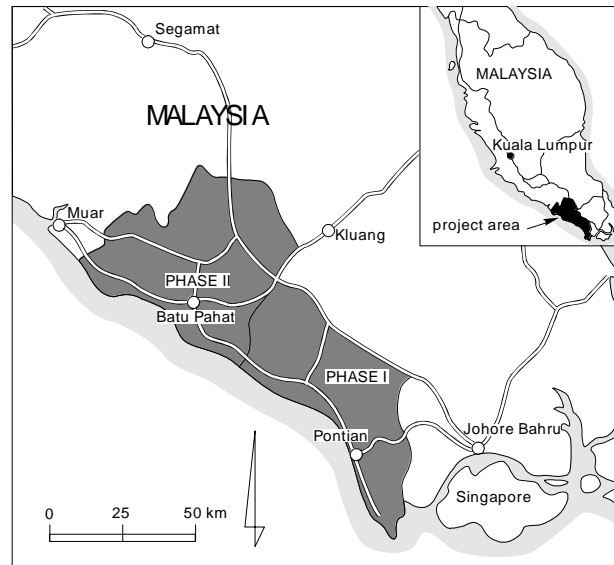 Segamat
MALAYSIA
MALAYSIA
Kuala Lumpur
project area
Muar
Kluang
PHASE II
Batu Pahat
PHASE I
Pontian
Johore Bahru
Singapore
0 25 50 km